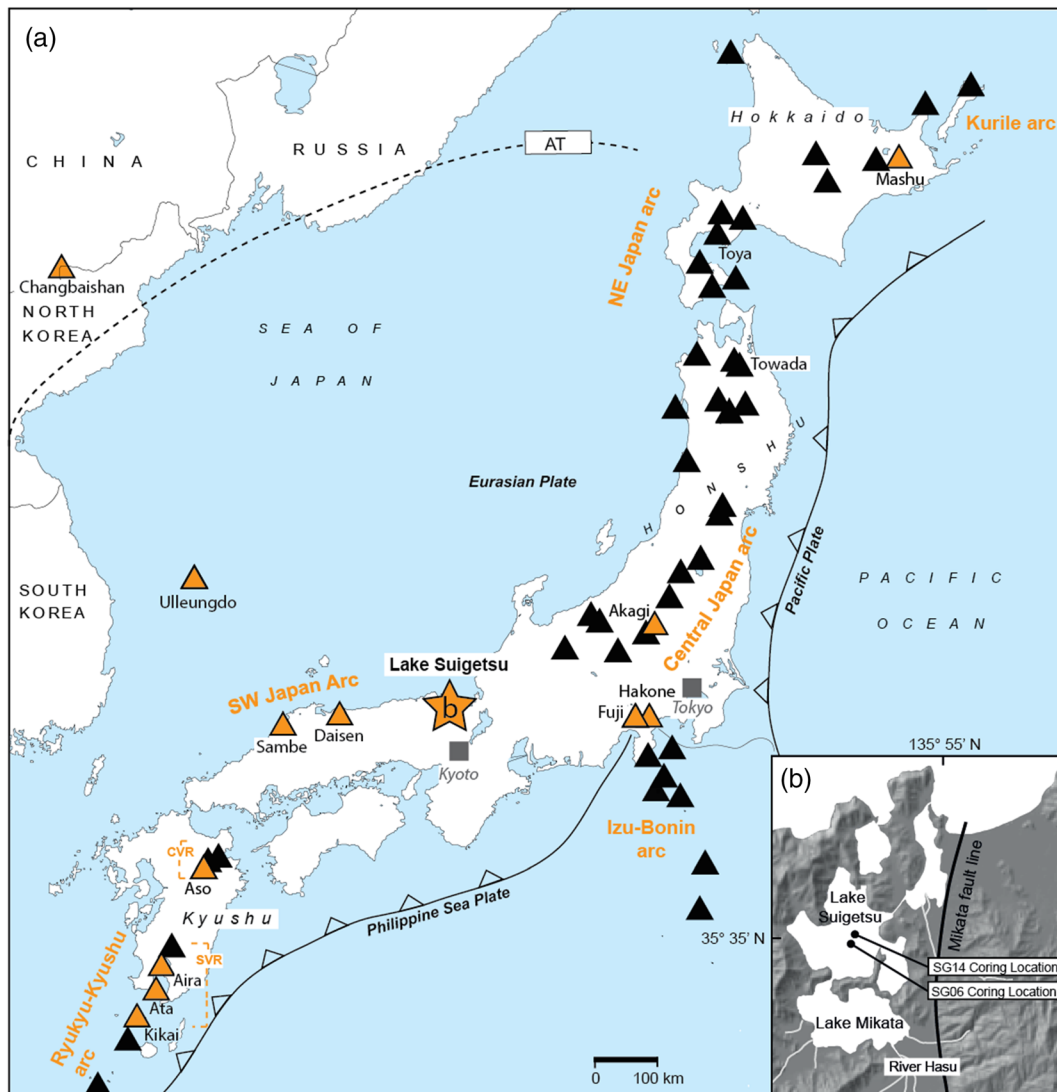 (a)
Hokkaido
Kurile arc
Mashu
CHINA
RUSSIA
AT
NE Japan arc
Toya
Changbaishan
NORTH
KOREA
SEA OF
JAPAN
Towada
Eurasian Plate
HONSHU
Pacific Plate
PACIFIC
OCEAN
SOUTH
KOREA
Ulleungdo
Akagi
Central Japan arc
Lake Suigetsu
b
SW Japan Arc
Sambe
Daisen
Kyoto
Hakone
Fuji
Tokyo
Izu-Bonin
arc
CVR
Aso
Kyushu
Philippine Sea Plate
SVR
Aira
Ata
Kikai
Ryukyu-Kyushu
arc
0 100 km
135° 55’ N
(b)
Lake
Suigetsu
Mikata fault line
35° 35’ N
SG14 Coring Location
SG06 Coring Location
Lake Mikata
River Hasu